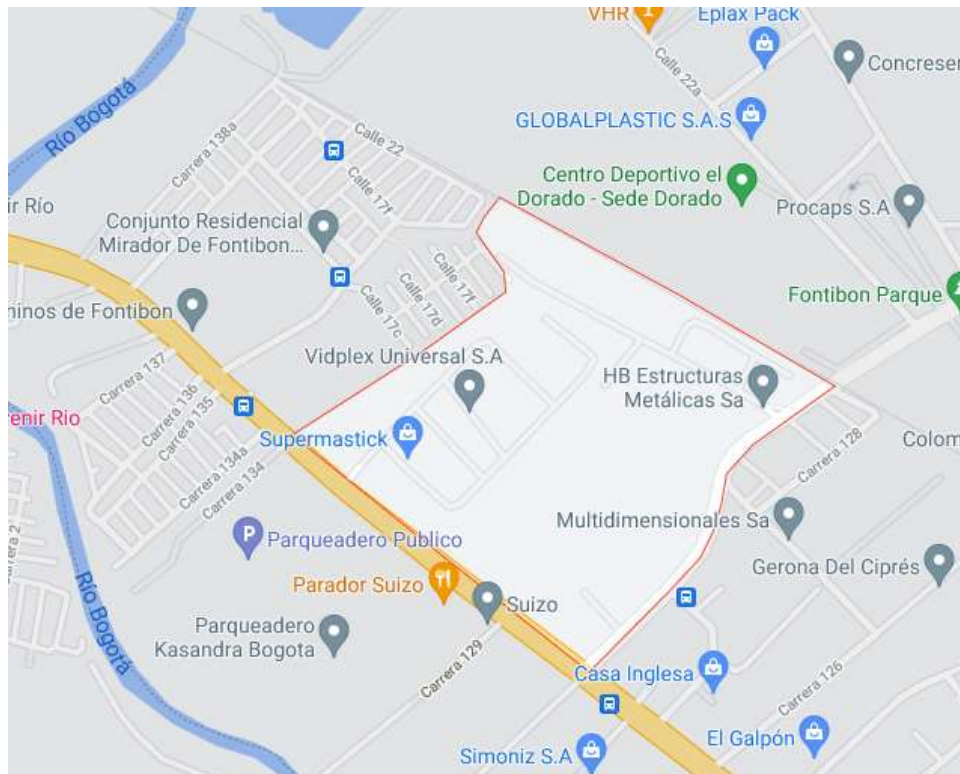 VHR
Eplax Pack
Concreser
Calle 22a
GLOBALPLASTIC S.A.S
Río Bogotá
Carrera 138a
Calle 22
Calle 17f
Centro Deportivo el
Dorado - Sede Dorado
Procaps S.A
ir Río
Conjunto Residencial
Mirador De Fontibon...
Calle 17f
Calle 17d
Calle 17c
Fontibon Parque
minos de Fontibon
Vidplex Universal S.A
HB Estructuras
Metálicas Sa
Carrera 137
Carrera 136
Carrera 135
venir Rio
Supermastick
Carrera 134a
Carrera 134
Carrera 128
Colom
Multidimensionales Sa
Parqueadero Publico
P
Gerona Del Ciprés
Carrera 2
Parador Suizo
Suizo
Río Bogotá
Parqueadero
Kasandra Bogota
Carrera 129
Casa Inglesa
Carrera 126
El Galpón
Simoniz S.A